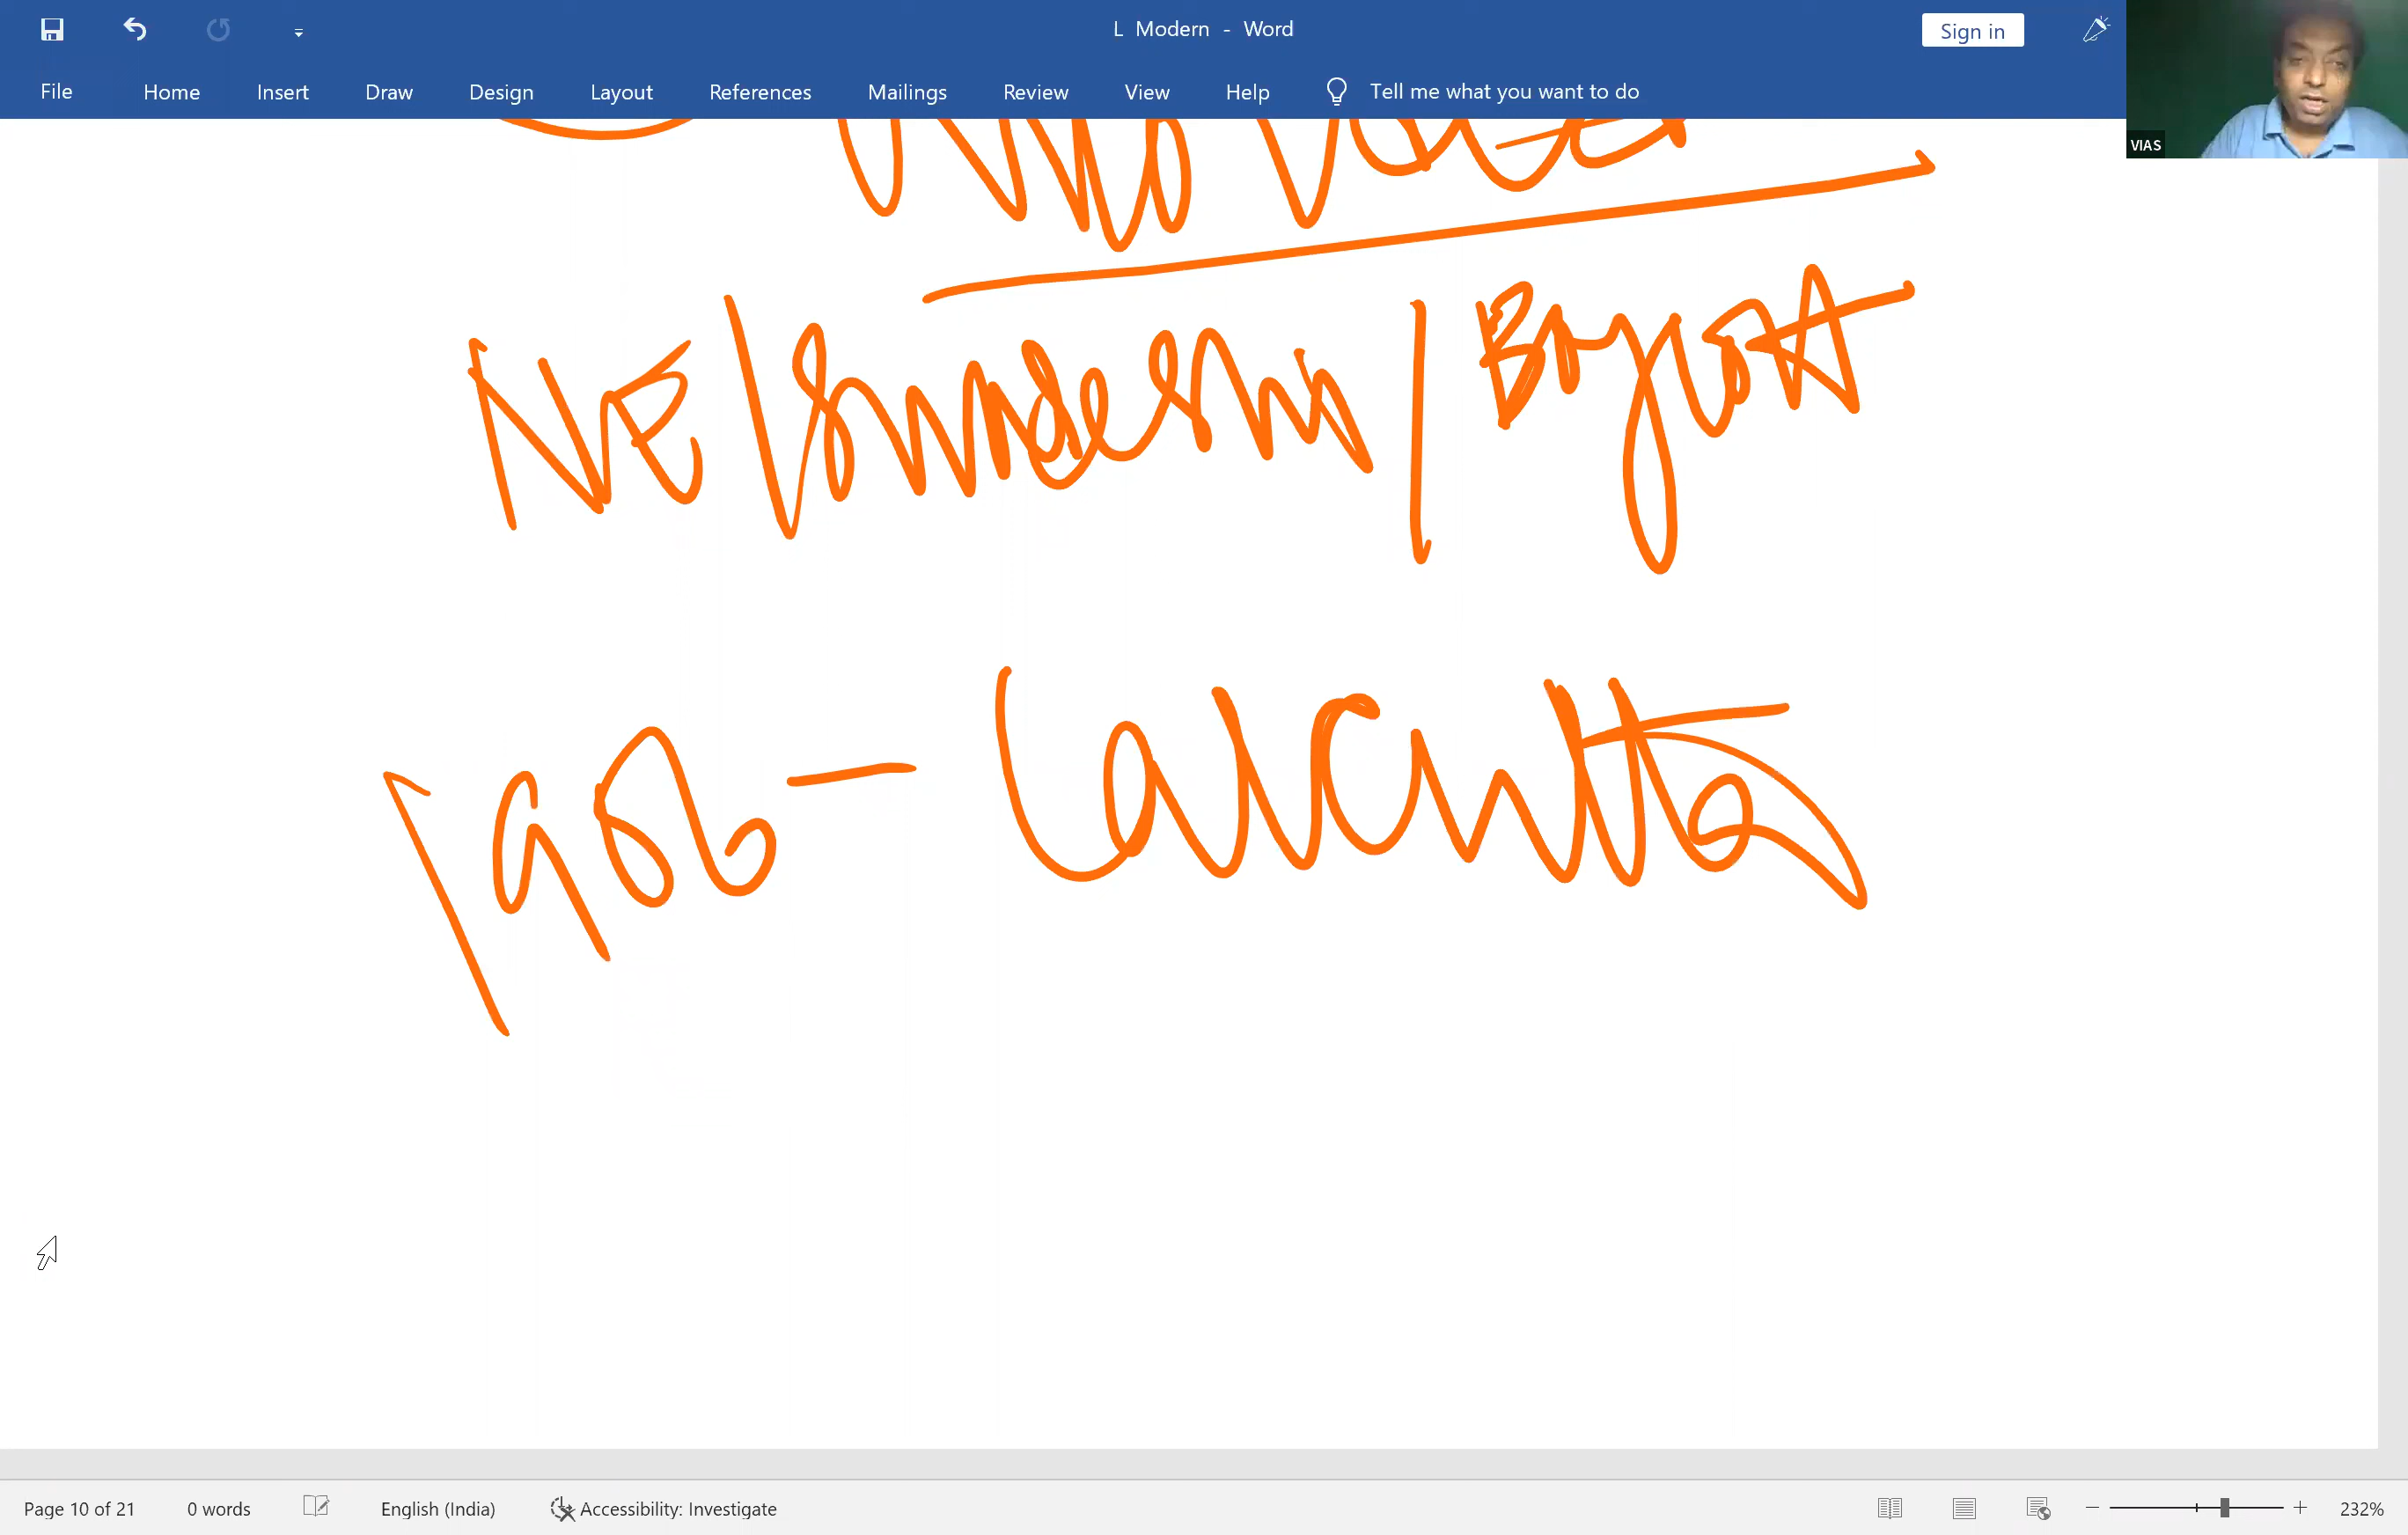 L Modern - Word
Sign in
File Home Insert Draw Design Layout References Mailings Review View Help Tell me what you want to do
VIAS
NE / Swadeshi / Boycott
1906 - Calcutta
Page 10 of 21 0 words English (India) Accessibility: Investigate 232%